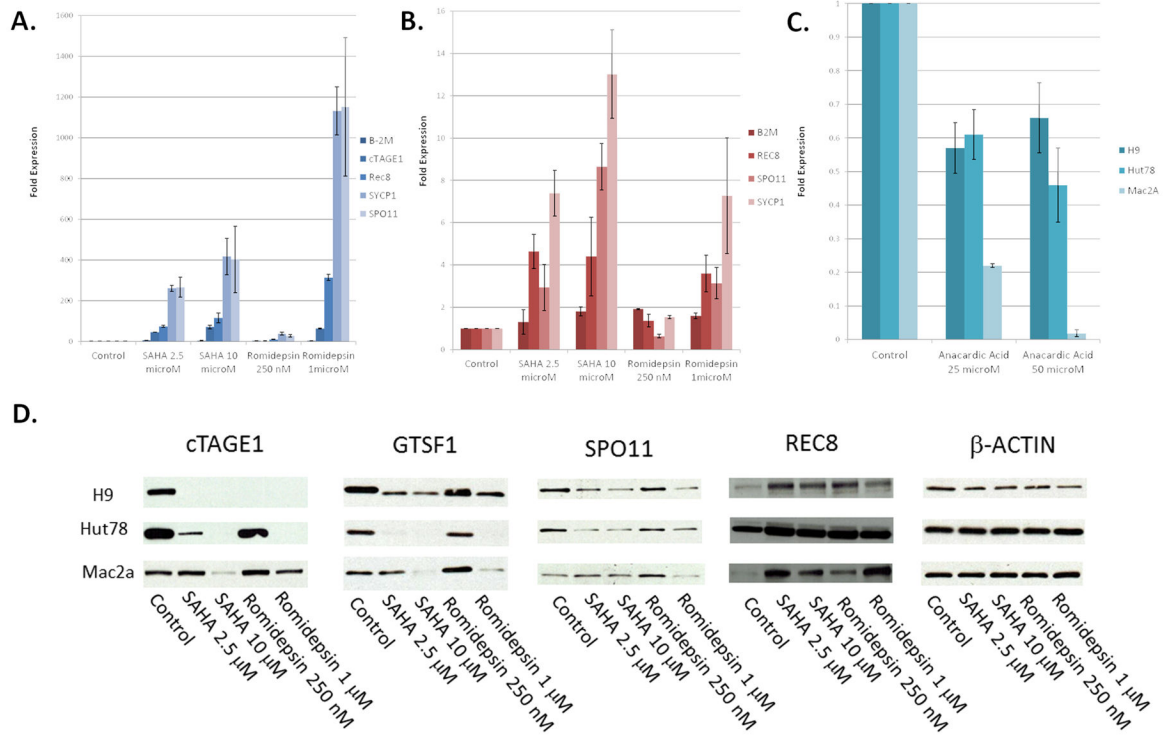 A.
1600
1400
1200
1000
800
600
400
200
0
Fold Expression
Control
SAHA 2.5 microM
SAHA 10 microM
Romidepsin 250 nM
Romidepsin 1microM
B-2M
cTAGE1
Rec8
SYCP1
SPO11
B.
16
14
12
10
8
6
4
2
0
Fold Expression
Control
SAHA 2.5 microM
SAHA 10 microM
Romidepsin 250 nM
Romidepsin 1microM
B2M
REC8
SPO11
SYCP1
C.
1
0.9
0.8
0.7
0.6
0.5
0.4
0.3
0.2
0.1
0
Fold Expression
Control
Anacardic Acid 25 microM
Anacardic Acid 50 microM
H9
Hut78
Mac2A
D.
cTAGE1
GTSF1
SPO11
REC8
β-ACTIN
H9
Hut78
Mac2a
Control
SAHA 2.5 μM
SAHA 10 μM
Romidepsin 250 nM
Romidepsin 1 μM
Control
SAHA 2.5 μM
SAHA 10 μM
Romidepsin 250 nM
Romidepsin 1 μM
Control
SAHA 2.5 μM
SAHA 10 μM
Romidepsin 250 nM
Romidepsin 1 μM
Control
SAHA 2.5 μM
SAHA 10 μM
Romidepsin 250 nM
Romidepsin 1 μM
Control
SAHA 2.5 μM
SAHA 10 μM
Romidepsin 250 nM
Romidepsin 1 μM